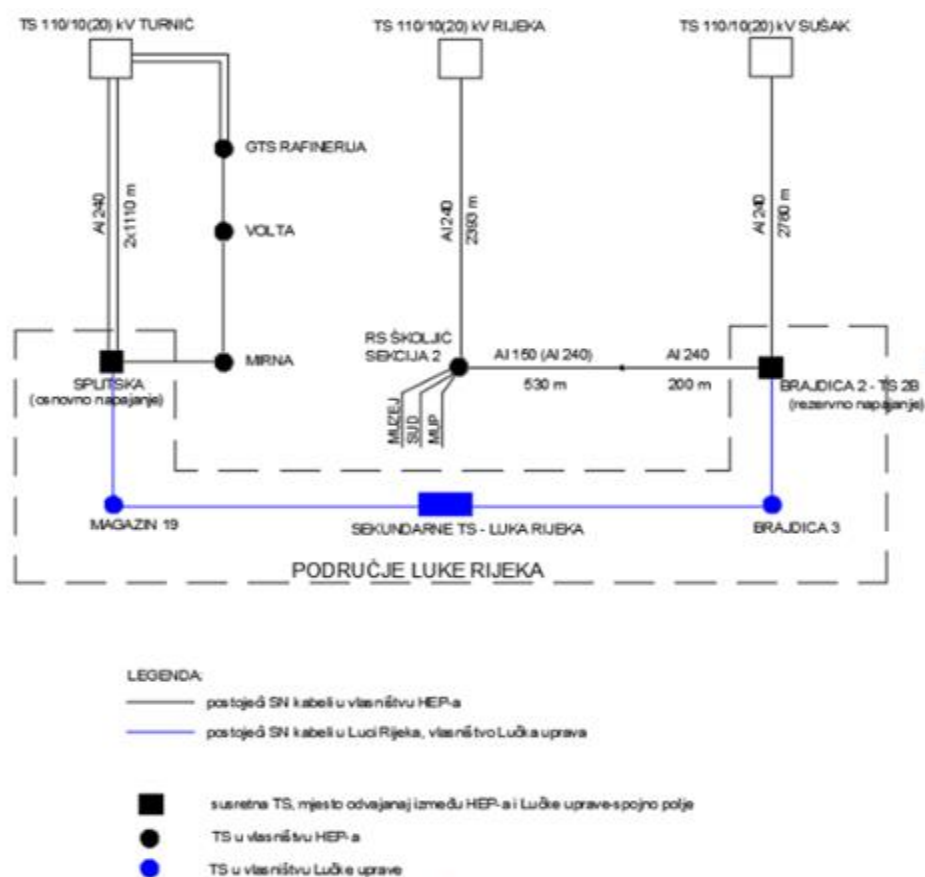 TS 110/10(20) kV TURNIĆ
TS 110/10(20) kV RIJEKA
TS 110/10(20) kV SUŠAK
GTS RAFINERIJA
Al 240
2x1110 m
VOLTA
Al 240
2393 m
Al 240
2780 m
RS ŠKOLJIĆ
SEKCIJA 2
MIRNA
Al 150 (Al 240)
530 m
Al 240
200 m
SPLITSKA
(osnovno napajanje)
BRAJDICA 2 - TS 2B
(rezervno napajanje)
MUZEJ
SUD
MUP
MAGAZIN 19
SEKUNDARNE TS - LUKA RIJEKA
BRAJDICA 3
PODRUČJE LUKE RIJEKA
LEGENDA:
postojeći SN kabeli u vlasništvu HEP-a
postojeći SN kabeli u Luci Rijeka, vlasništvo Lučka uprava
susretna TS, mjesto odvajanaj između HEP-a i Lučke uprave-spojno polje
TS u vlasništvu HEP-a
TS u vlasništvu Lučke uprave